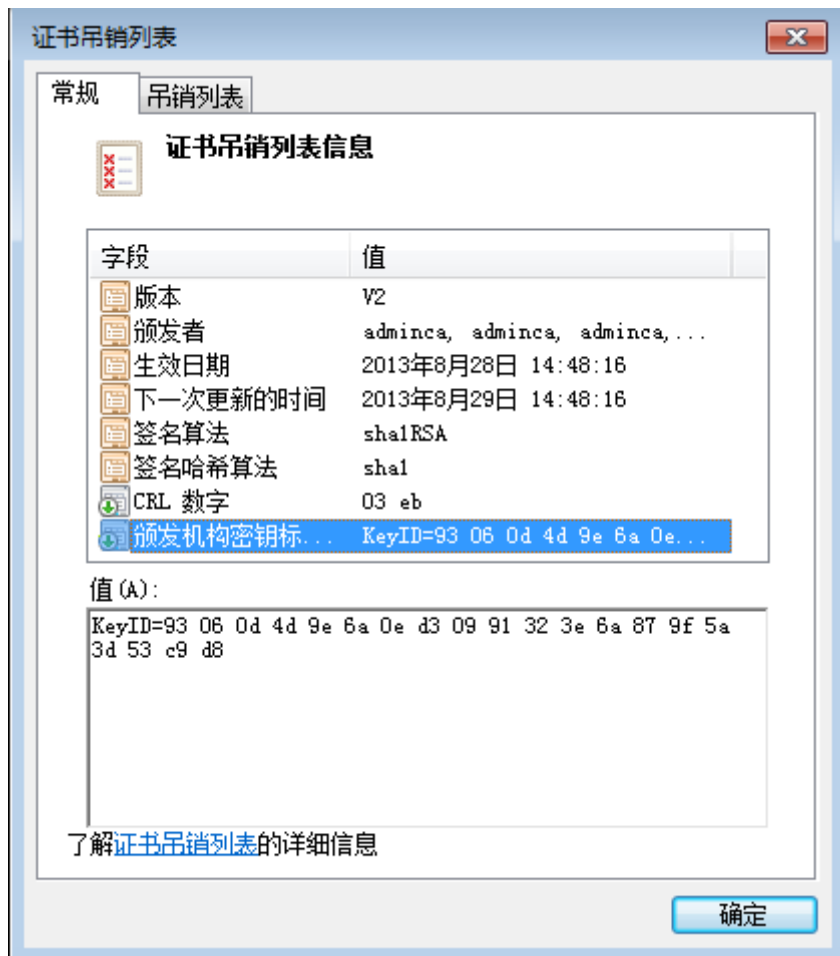 证书吊销列表
常规 吊销列表
证书吊销列表信息
字段 值
版本 V2
颁发者 adminca, adminca, adminca,...
生效日期 2013年8月28日 14:48:16
下一次更新的时间 2013年8月29日 14:48:16
签名算法 sha1RSA
签名哈希算法 sha1
CRL 数字 03 eb
颁发机构密钥标... KeyID=93 06 0d 4d 9e 6a 0e...
值(A):
KeyID=93 06 0d 4d 9e 6a 0e d3 09 91 32 3e 6a 87 9f 5a
3d 53 c9 d8
了解证书吊销列表的详细信息
确定